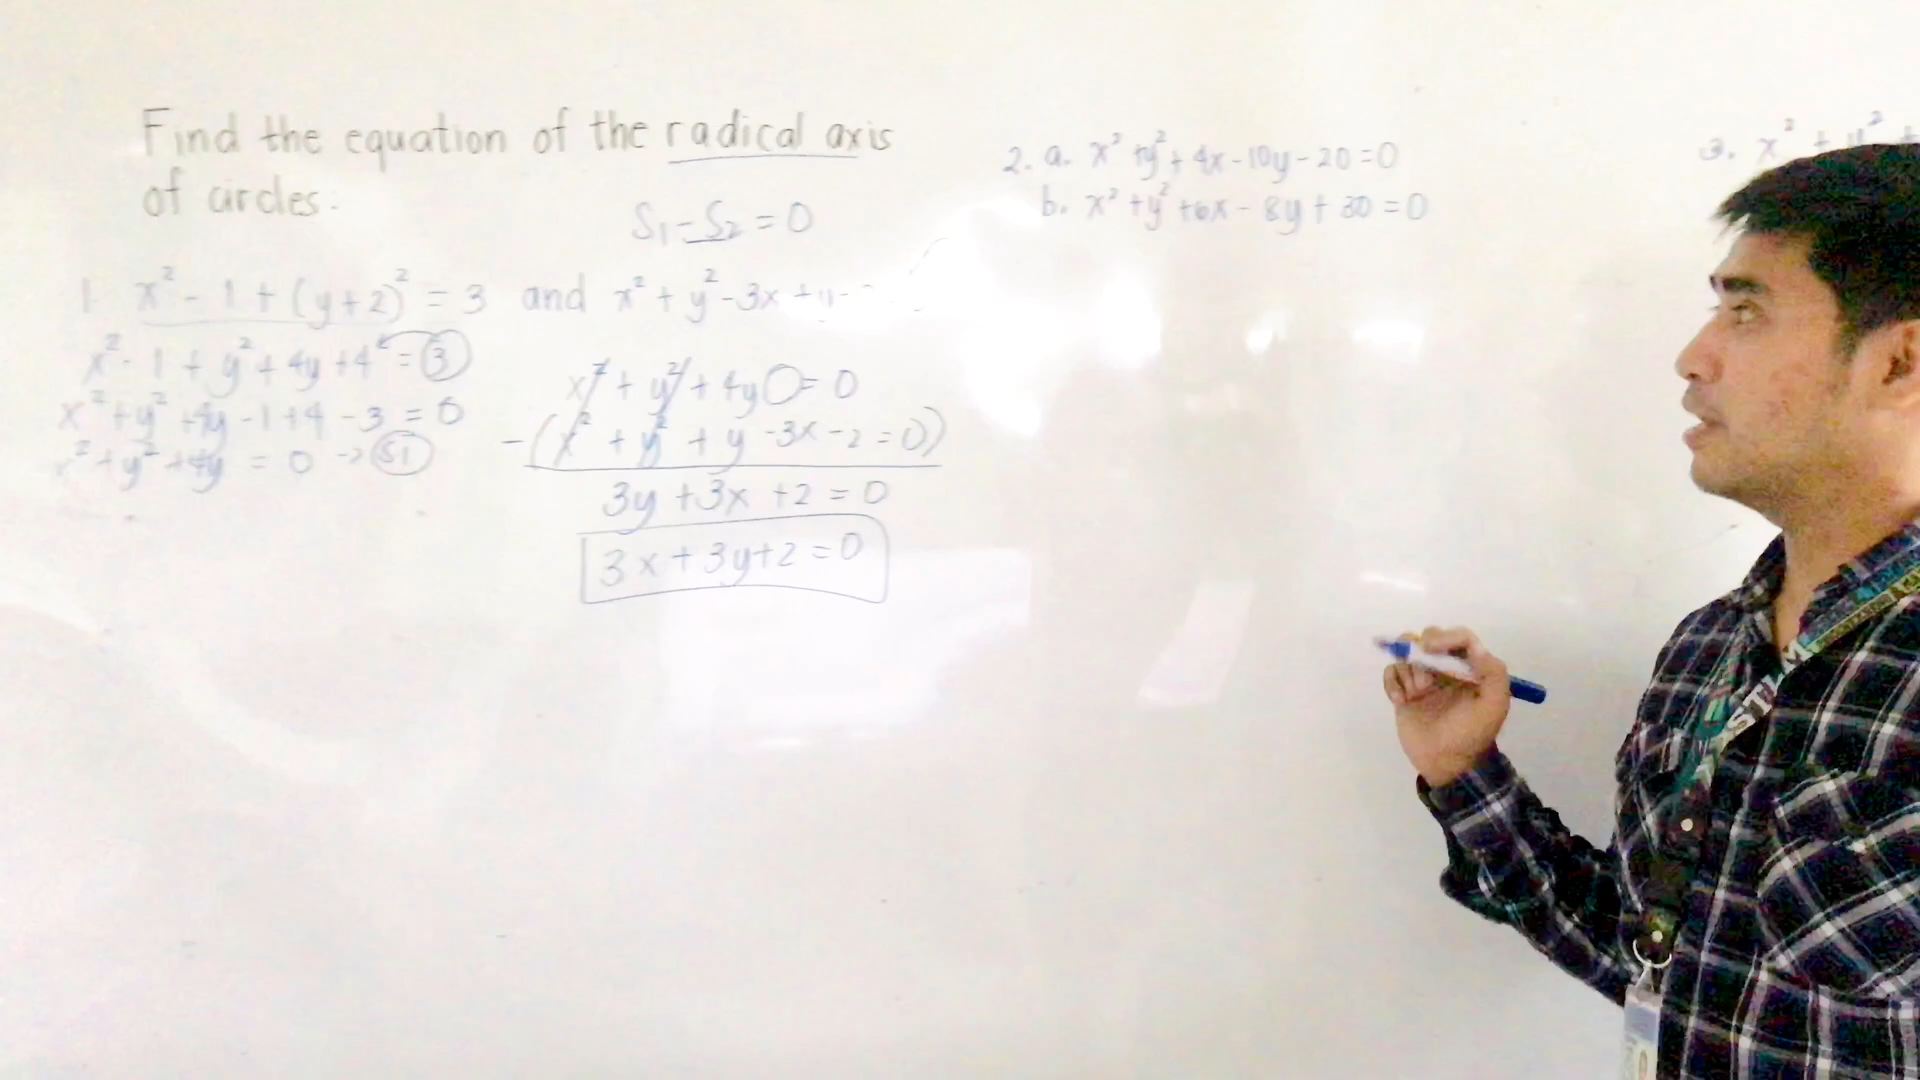 Find the equation of the radical axis
of circles:
S₁ - S₂ = 0
1 x² - 1 + (y+2)² = 3 and x² + y² - 3x + y -
x² - 1 + y² + 4y + 4 = 3
x² + y² + 4y - 1 + 4 - 3 = 0
x² + y² + 4y = 0 -> S1
x² + y² + 4y 0 = 0
- (x² + y² + y - 3x - 2 = 0)
3y + 3x + 2 = 0
3x + 3y + 2 = 0
2. a. x² + y² + 4x - 10y - 20 = 0
b. x² + y² + 6x - 8y + 30 = 0
3. x² + y² +
STI